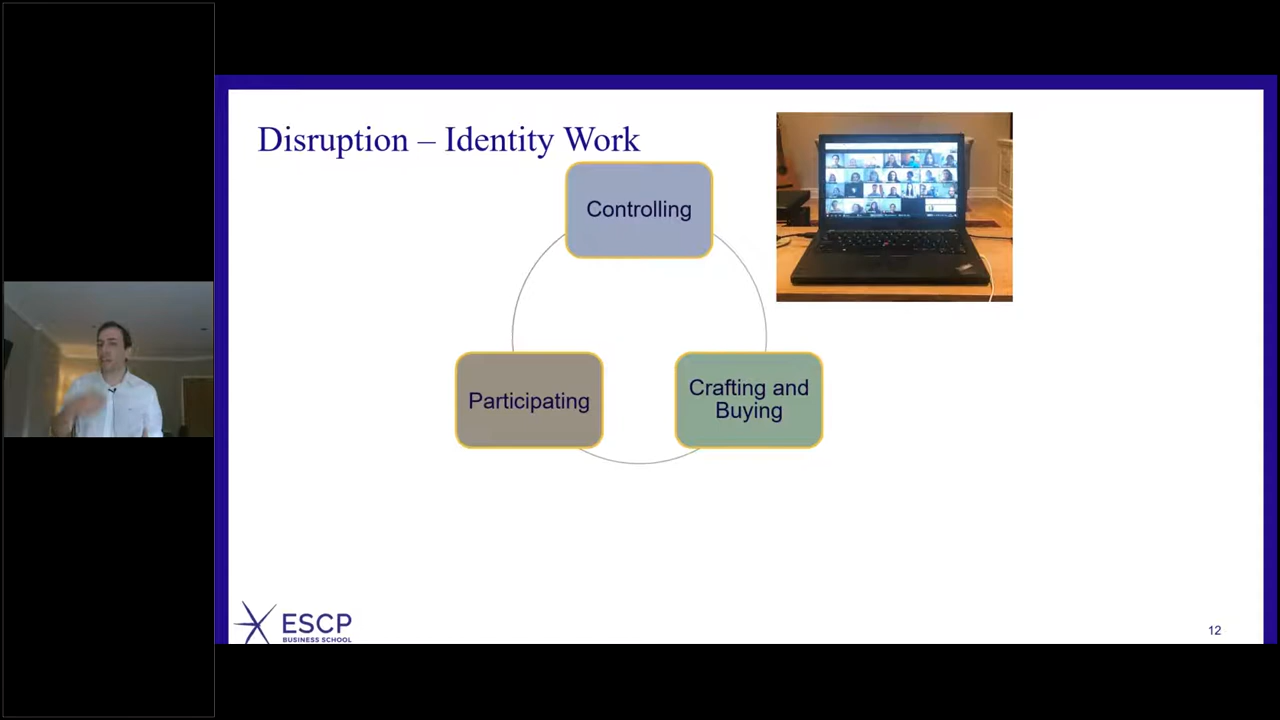 Disruption – Identity Work
Controlling
Participating
Crafting and
Buying
ESCP
BUSINESS SCHOOL
12